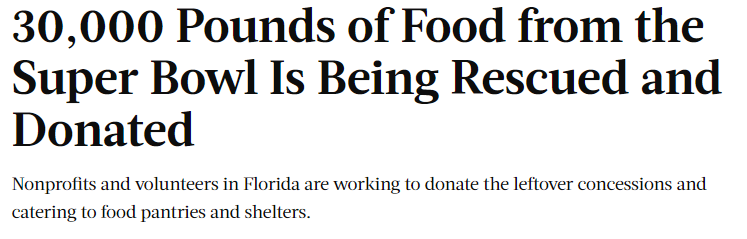 30,000 Pounds of Food from the
Super Bowl Is Being Rescued and
Donated
Nonprofits and volunteers in Florida are working to donate the leftover concessions and
catering to food pantries and shelters.